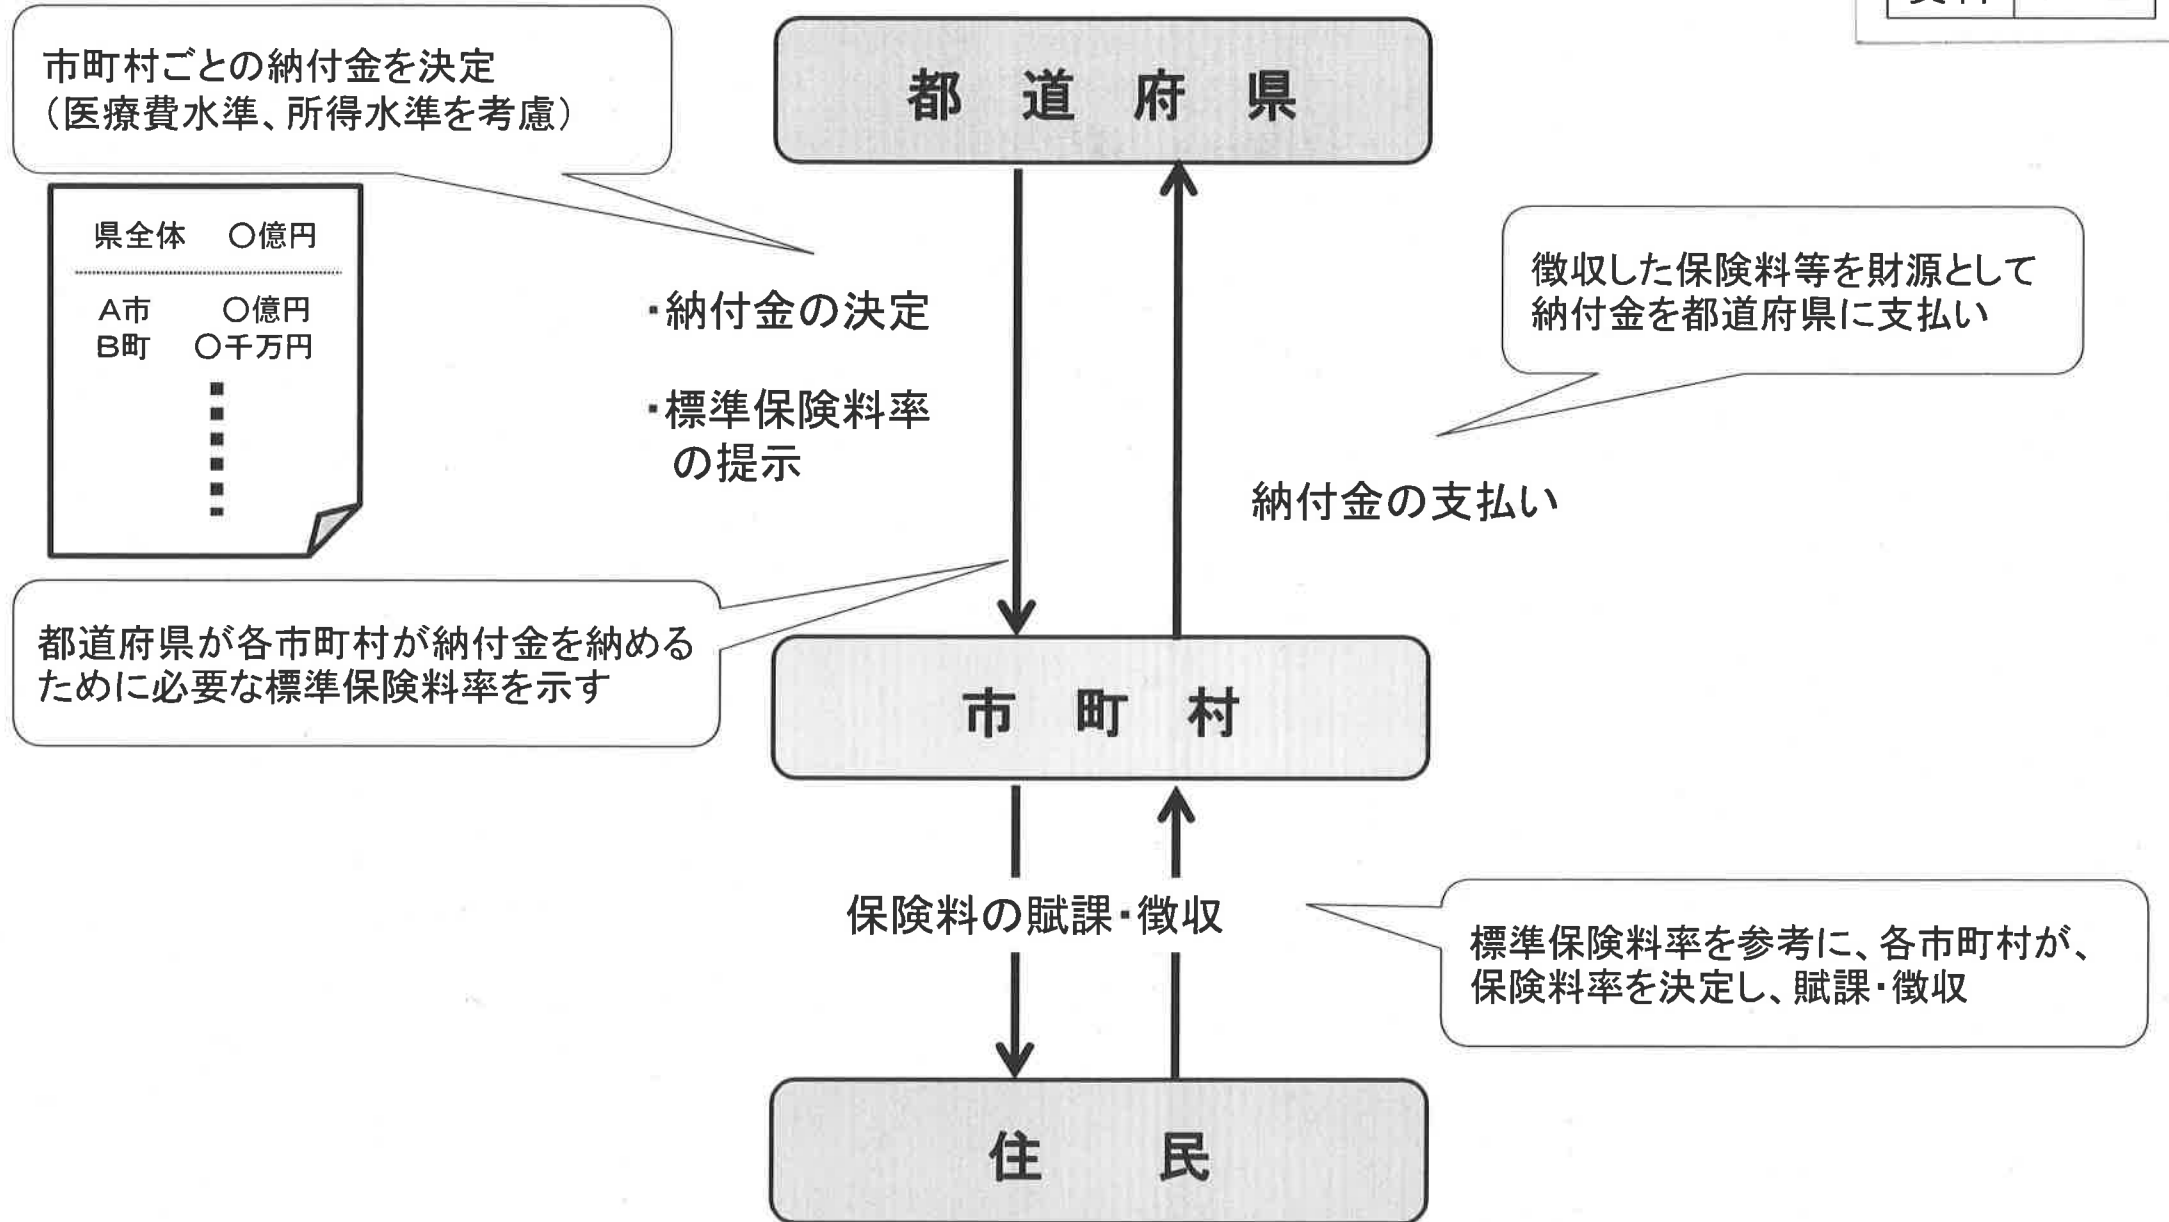 市町村ごとの納付金を決定
（医療費水準、所得水準を考慮）
都道府県
県全体　〇億円
A市　〇億円
B町　〇千万円
・納付金の決定
・標準保険料率
の提示
徴収した保険料等を財源として
納付金を都道府県に支払い
納付金の支払い
都道府県が各市町村が納付金を納める
ために必要な標準保険料率を示す
市町村
保険料の賦課・徴収
標準保険料率を参考に、各市町村が、
保険料率を決定し、賦課・徴収
住民